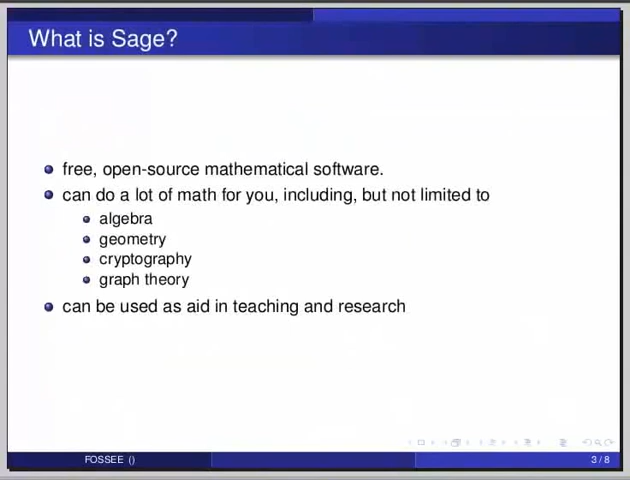 What is Sage?
free, open-source mathematical software.
can do a lot of math for you, including, but not limited to
algebra
geometry
cryptography
graph theory
can be used as aid in teaching and research
FOSSEE ()
3 / 8